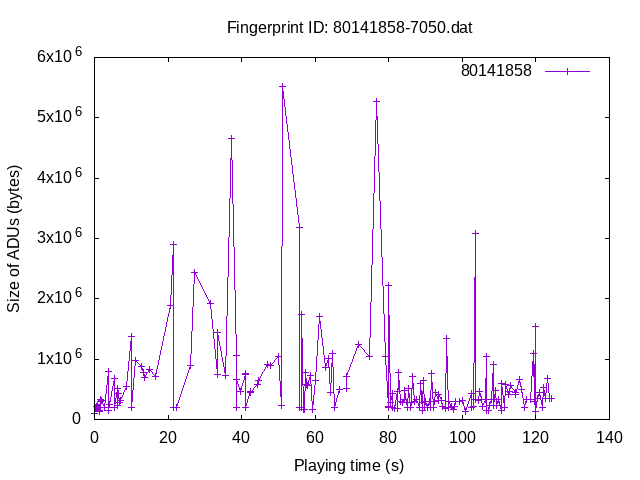 Fingerprint ID: 80141858-7050.dat
80141858
Size of ADUs (bytes)
6x10^6
5x10^6
4x10^6
3x10^6
2x10^6
1x10^6
0
0 20 40 60 80 100 120 140
Playing time (s)